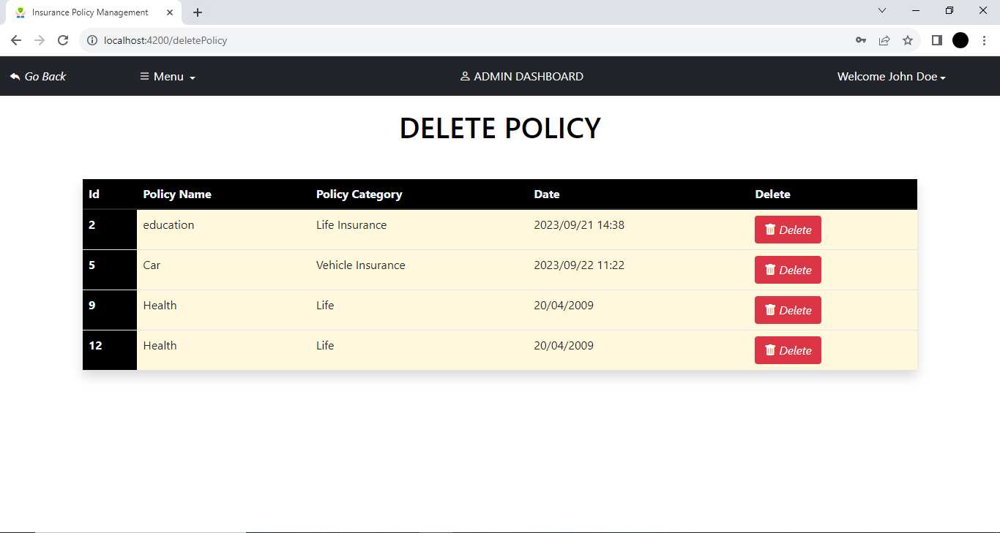 Insurance Policy Management
localhost:4200/deletePolicy
Go Back Menu ADMIN DASHBOARD Welcome John Doe
DELETE POLICY
Id Policy Name Policy Category Date Delete
2 education Life Insurance 2023/09/21 14:38 Delete
5 Car Vehicle Insurance 2023/09/22 11:22 Delete
9 Health Life 20/04/2009 Delete
12 Health Life 20/04/2009 Delete